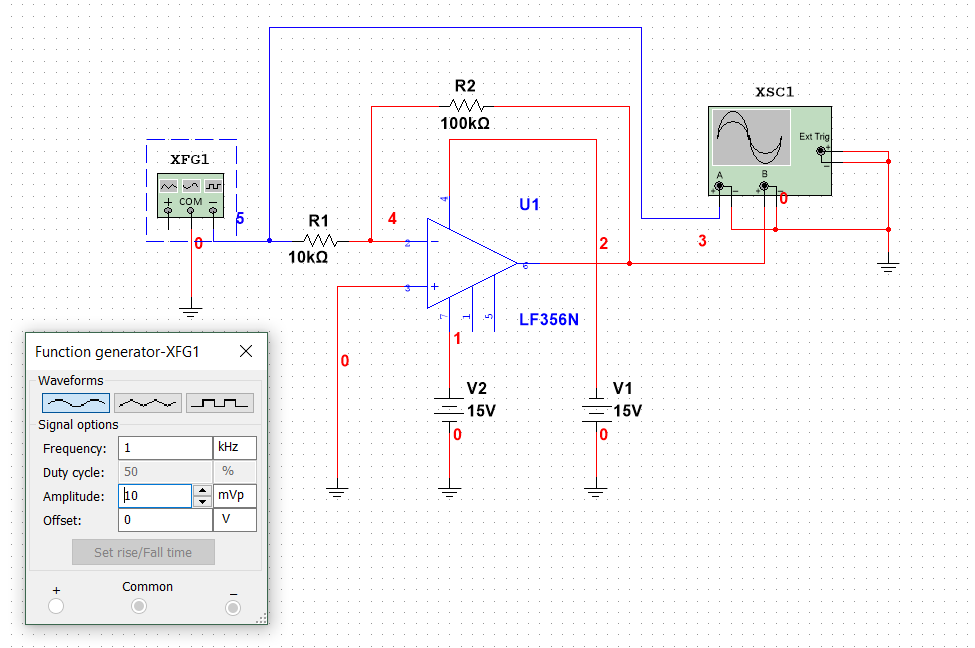 XSC1
R2
100kΩ
Ext Trig
+
−
A
B
+
−
+
−
0
XFG1
+
COM
−
5
0
4
U1
R1
10kΩ
4
2
−
3
+
6
2
3
7
1
5
LF356N
1
0
V2
15V
0
V1
15V
0
Function generator-XFG1
Waveforms
Signal options
Frequency: 1 kHz
Duty cycle: 50 %
Amplitude: 10 mVp
Offset: 0 V
Set rise/Fall time
+
Common
−